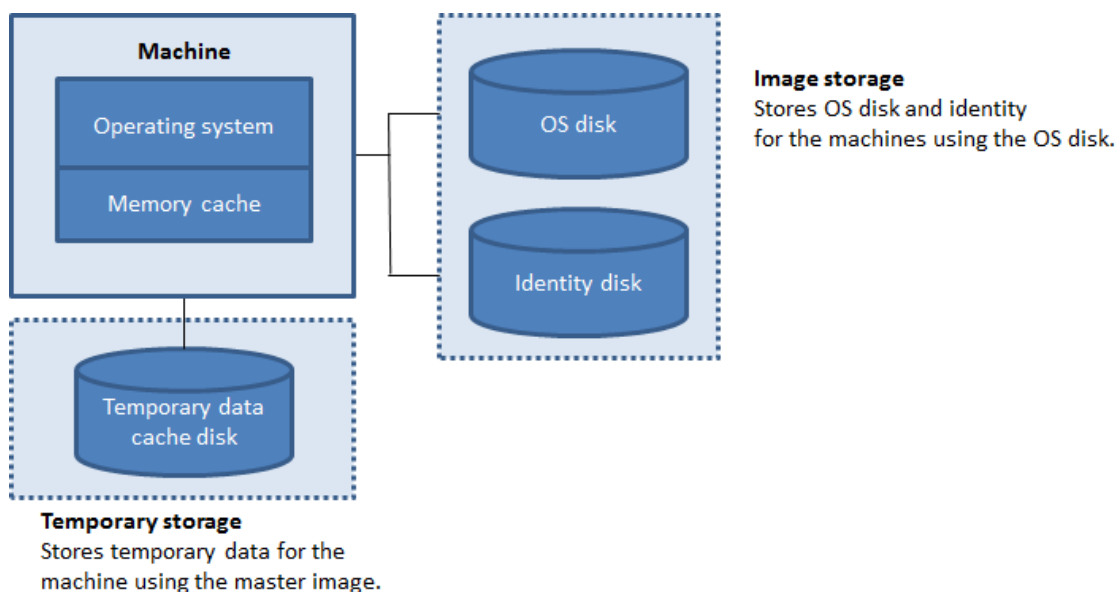 Machine
Operating system
Memory cache
OS disk
Identity disk
Image storage
Stores OS disk and identity
for the machines using the OS disk.
Temporary data
cache disk
Temporary storage
Stores temporary data for the
machine using the master image.